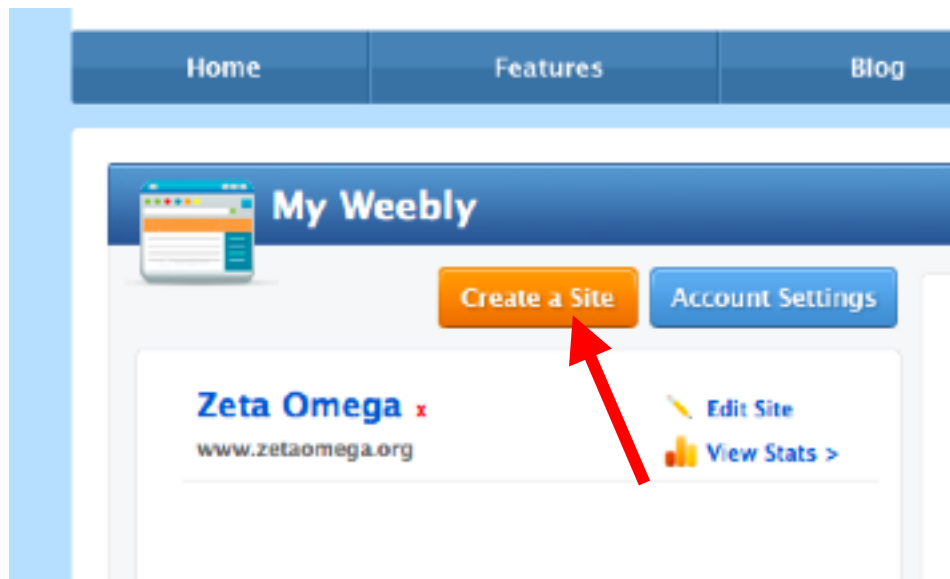 Home Features Blog
My Weebly
Create a Site Account Settings
Zeta Omega x Edit Site
www.zetaomega.org View Stats >